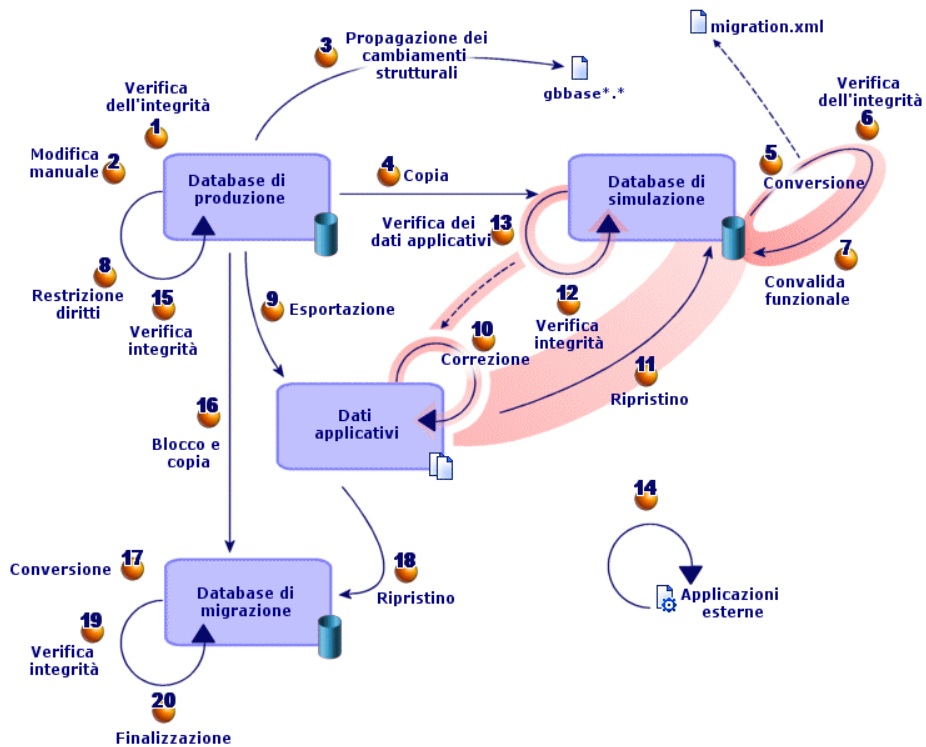 migration.xml
3
Propagazione dei
cambiamenti
strutturali
gbbase*.*
Verifica
dell'integrità
1
Modifica
manuale
2
Database di
produzione
4
Copia
Database di
simulazione
5
Conversione
Verifica
dell'integrità
6
7
Convalida
funzionale
Verifica dei
dati applicativi
13
8
Restrizione
diritti
15
Verifica
integrità
9
Esportazione
10
Correzione
12
Verifica
integrità
11
Ripristino
Dati
applicativi
16
Blocco e
copia
14
Applicazioni
esterne
17
Conversione
Database di
migrazione
18
Ripristino
19
Verifica
integrità
20
Finalizzazione